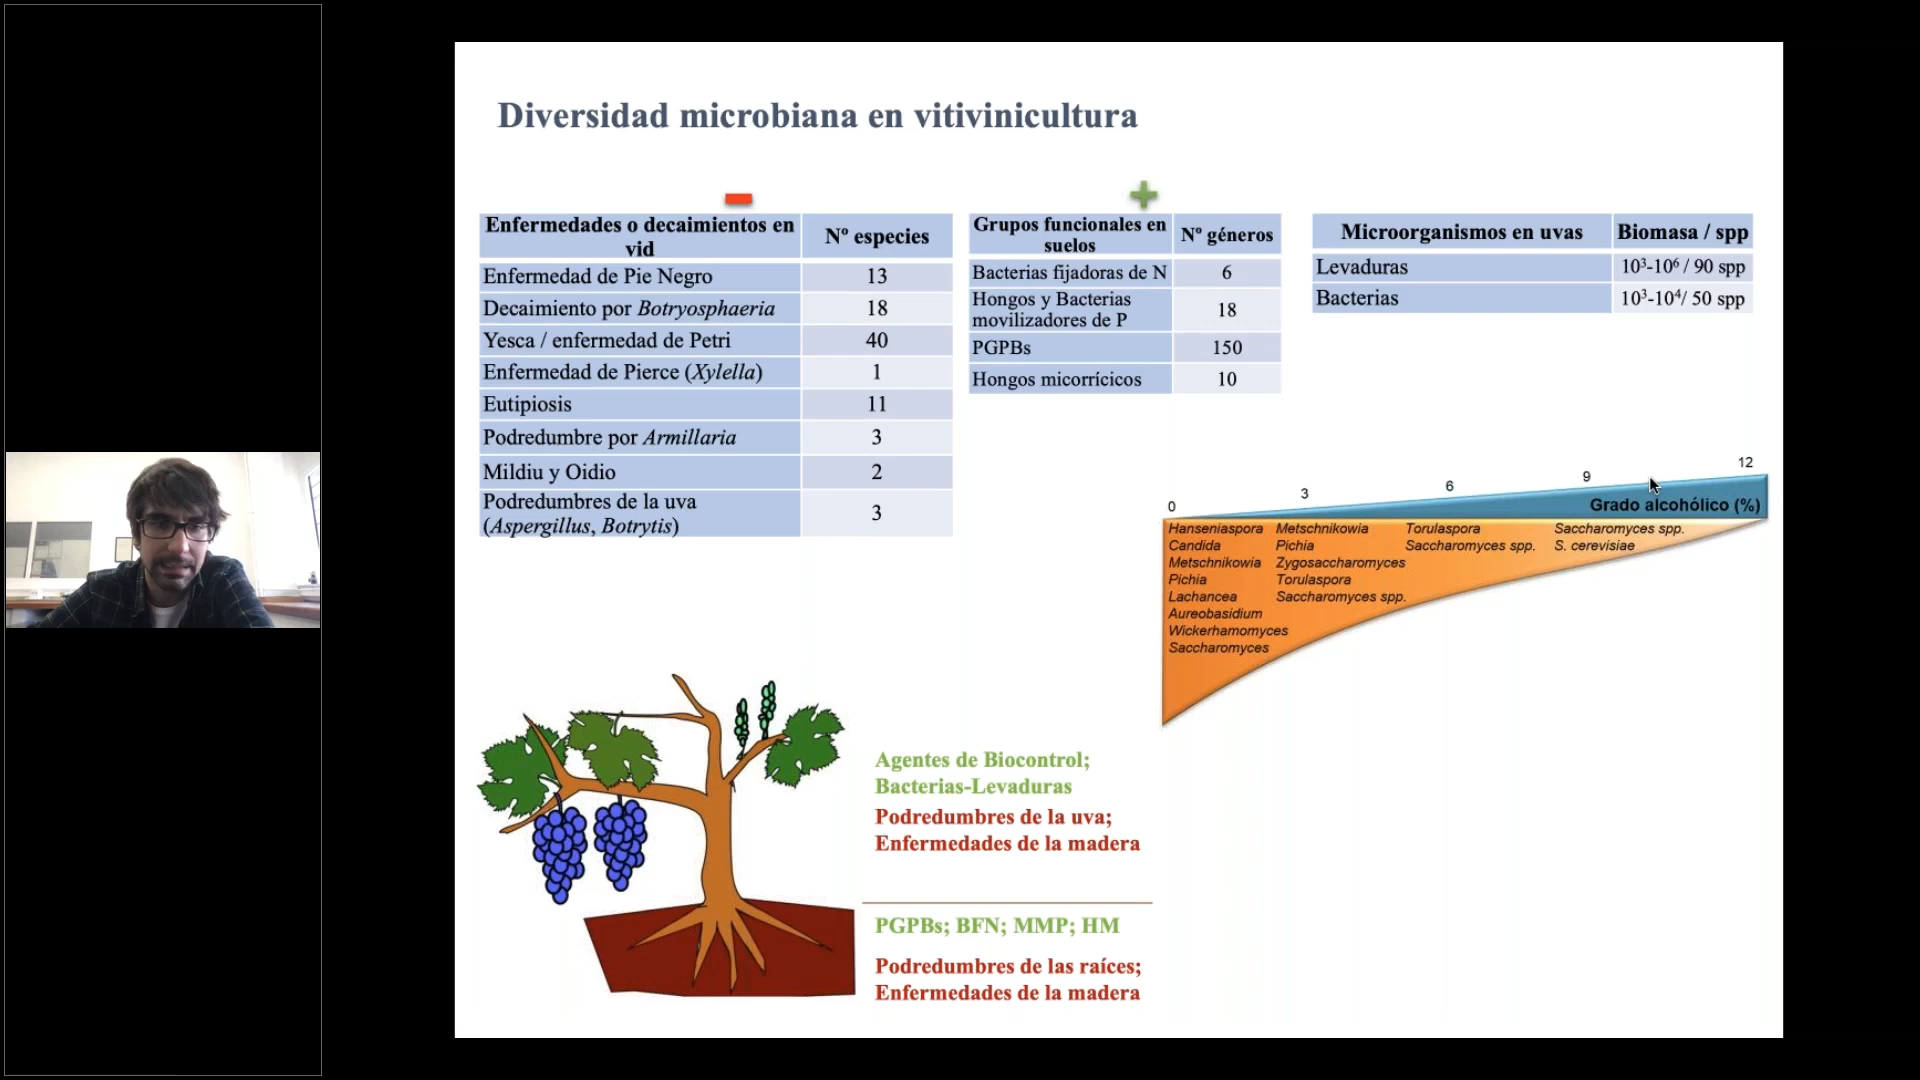 Diversidad microbiana en vitivinicultura
Enfermedades o decaimientos en
vid
Nº especies
Enfermedad de Pie Negro
13
Decaimiento por Botryosphaeria
18
Yesca / enfermedad de Petri
40
Enfermedad de Pierce (Xylella)
1
Eutipiosis
11
Podredumbre por Armillaria
3
Mildiu y Oidio
2
Podredumbres de la uva
(Aspergillus, Botrytis)
3
Grupos funcionales en
suelos
Nº géneros
Bacterias fijadoras de N
6
Hongos y Bacterias
movilizadores de P
18
PGPBs
150
Hongos micorrícicos
10
Microorganismos en uvas
Biomasa / spp
Levaduras
10³-10⁶ / 90 spp
Bacterias
10³-10⁴/ 50 spp
0
3
6
9
12
Grado alcohólico (%)
Hanseniaspora
Candida
Metschnikowia
Pichia
Lachancea
Aureobasidium
Wickerhamomyces
Saccharomyces
Metschnikowia
Pichia
Zygosaccharomyces
Torulaspora
Saccharomyces spp.
Torulaspora
Saccharomyces spp.
Saccharomyces spp.
S. cerevisiae
Agentes de Biocontrol;
Bacterias-Levaduras
Podredumbres de la uva;
Enfermedades de la madera
PGPBs; BFN; MMP; HM
Podredumbres de las raíces;
Enfermedades de la madera